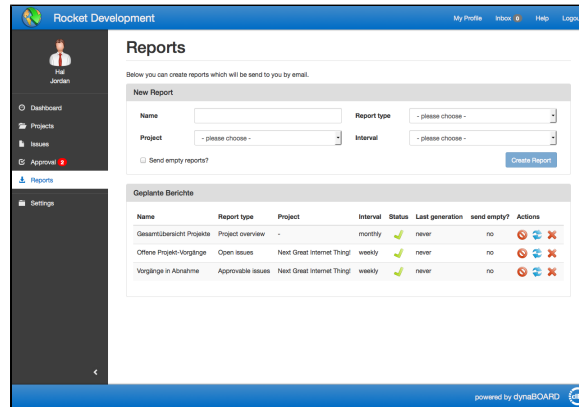 Rocket Development
My Profile Inbox 0 Help Logout
Hal
Jordan
Dashboard
Projects
Issues
Approval 2
Reports
Settings
Reports
Below you can create reports which will be send to you by email.
New Report
Name Report type - please choose -
Project - please choose - Interval - please choose -
Send empty reports? Create Report
Geplante Berichte
Name Report type Project Interval Status Last generation send empty? Actions
Gesamtübersicht Projekte Project overview - monthly never no
Offene Projekt-Vorgänge Open issues Next Great Internet Thing! weekly never no
Vorgänge in Abnahme Approvable issues Next Great Internet Thing! weekly never no
powered by dynaBOARD